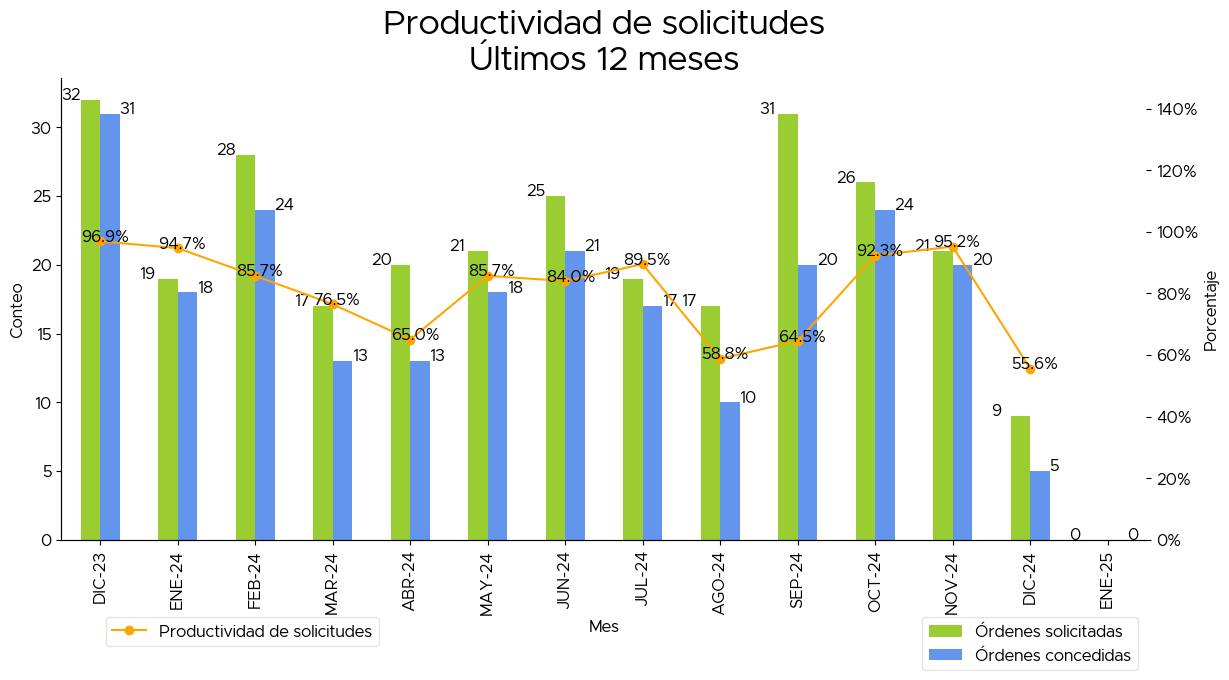 Productividad de solicitudes
Últimos 12 meses
Conteo
30
25
20
15
10
5
0
140%
120%
100%
80%
60%
40%
20%
0%
Porcentaje
32
31
96.9%
19
18
94.7%
28
24
85.7%
17
13
76.5%
20
13
65.0%
21
18
85.7%
25
21
84.0%
19
17
89.5%
17
10
58.8%
31
20
64.5%
26
24
92.3%
21
20
95.2%
9
5
55.6%
0
0
DIC-23
ENE-24
FEB-24
MAR-24
ABR-24
MAY-24
JUN-24
JUL-24
AGO-24
SEP-24
OCT-24
NOV-24
DIC-24
ENE-25
Mes
Productividad de solicitudes
Órdenes solicitadas
Órdenes concedidas